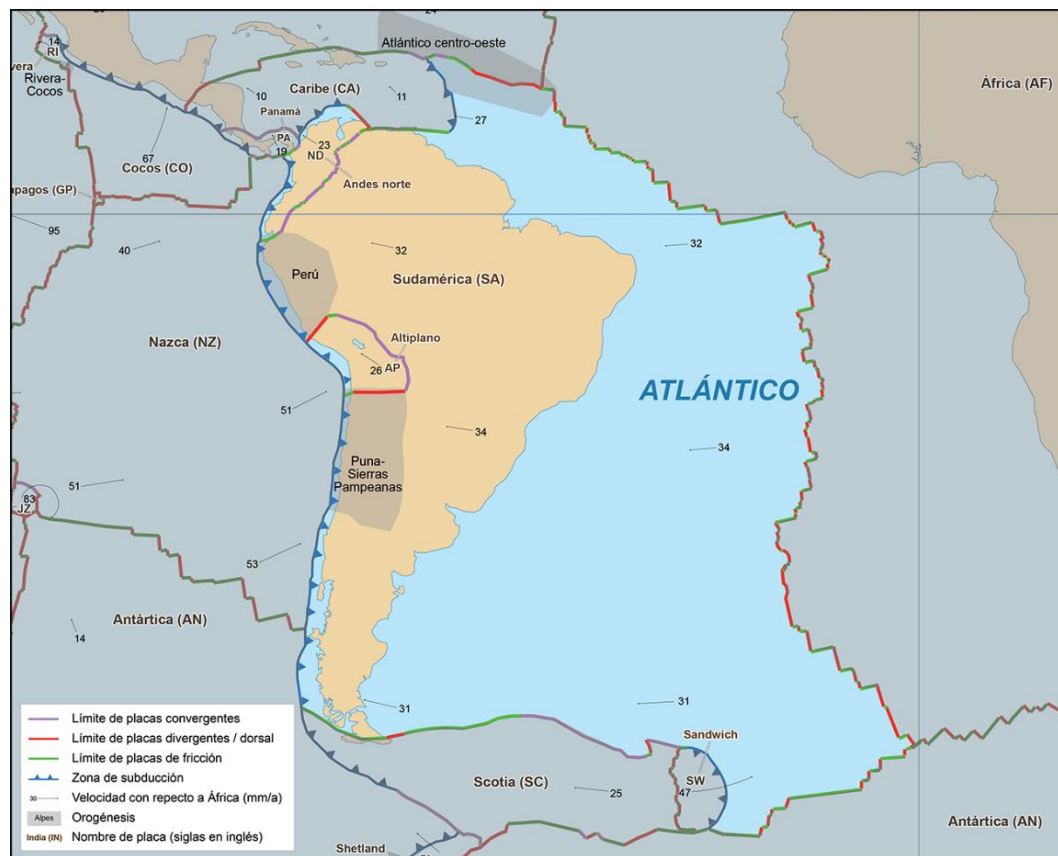 24
14
RI
Rivera-
Cocos
Atlántico centro-oeste
África (AF)
Caribe (CA)
10
11
Panamá
PA
19
27
23
ND
67
Cocos (CO)
Andes norte
apagos (GP)
95
40
32
32
Perú
Sudamérica (SA)
Nazca (NZ)
Altiplano
26
AP
51
ATLÁNTICO
34
34
Puna-
Sierras
Pampeanas
51
83
JZ
53
Antártica (AN)
14
31
31
Sandwich
SW
47
Scotia (SC)
25
Antártica (AN)
Shetland
Límite de placas convergentes
Límite de placas divergentes / dorsal
Límite de placas de fricción
Zona de subducción
30 Velocidad con repecto a África (mm/a)
Alpes Orogénesis
India (IN) Nombre de placa (siglas en inglés)